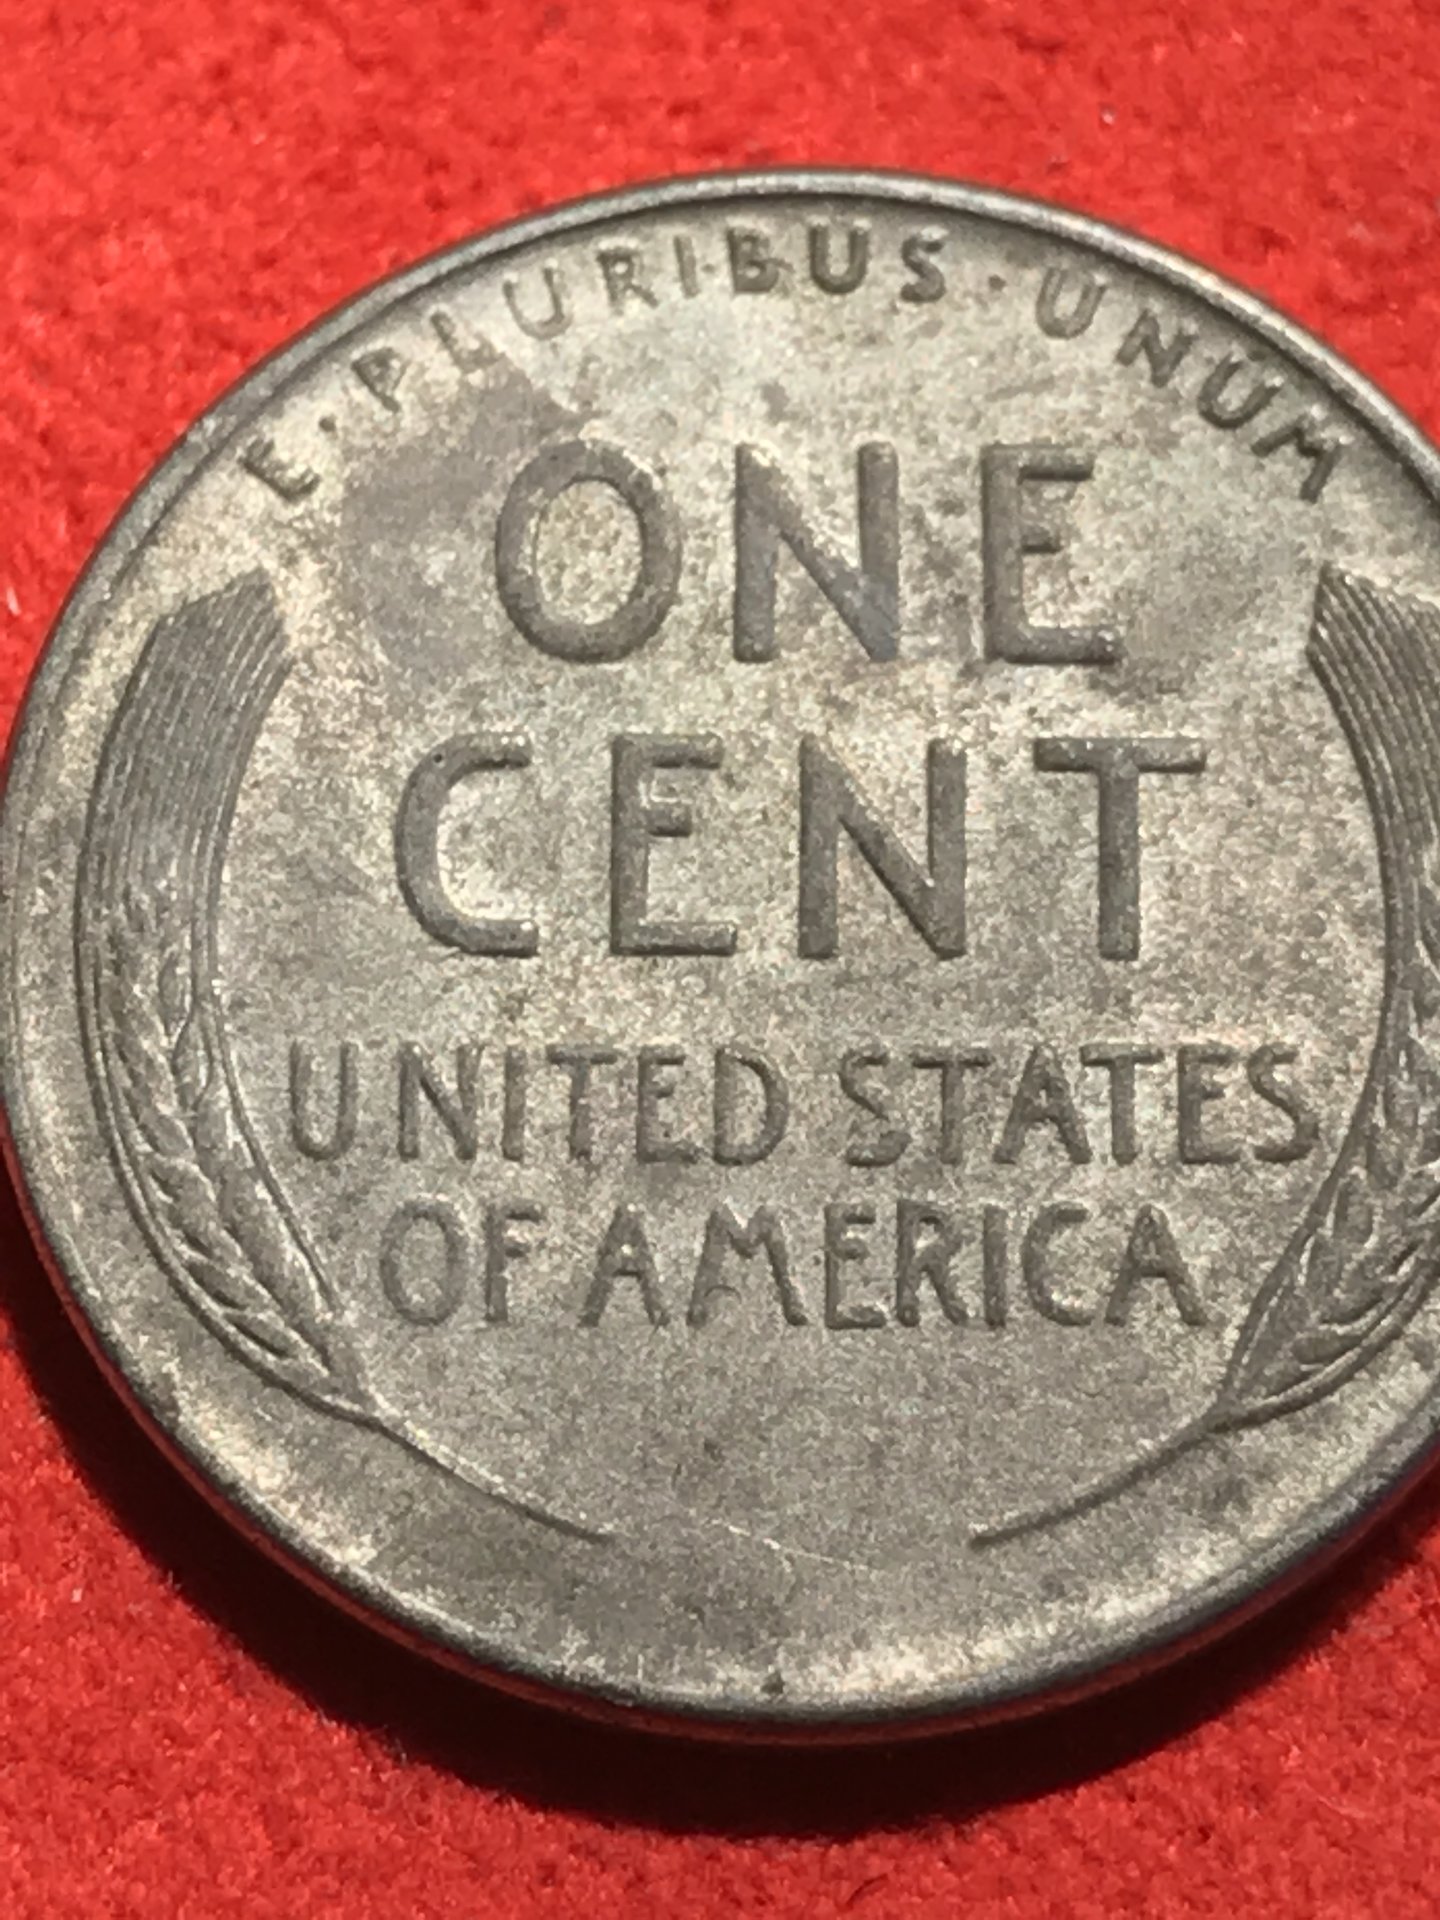 E·PLURIBUS·UNUM
ONE
CENT
UNITED STATES
OF AMERICA